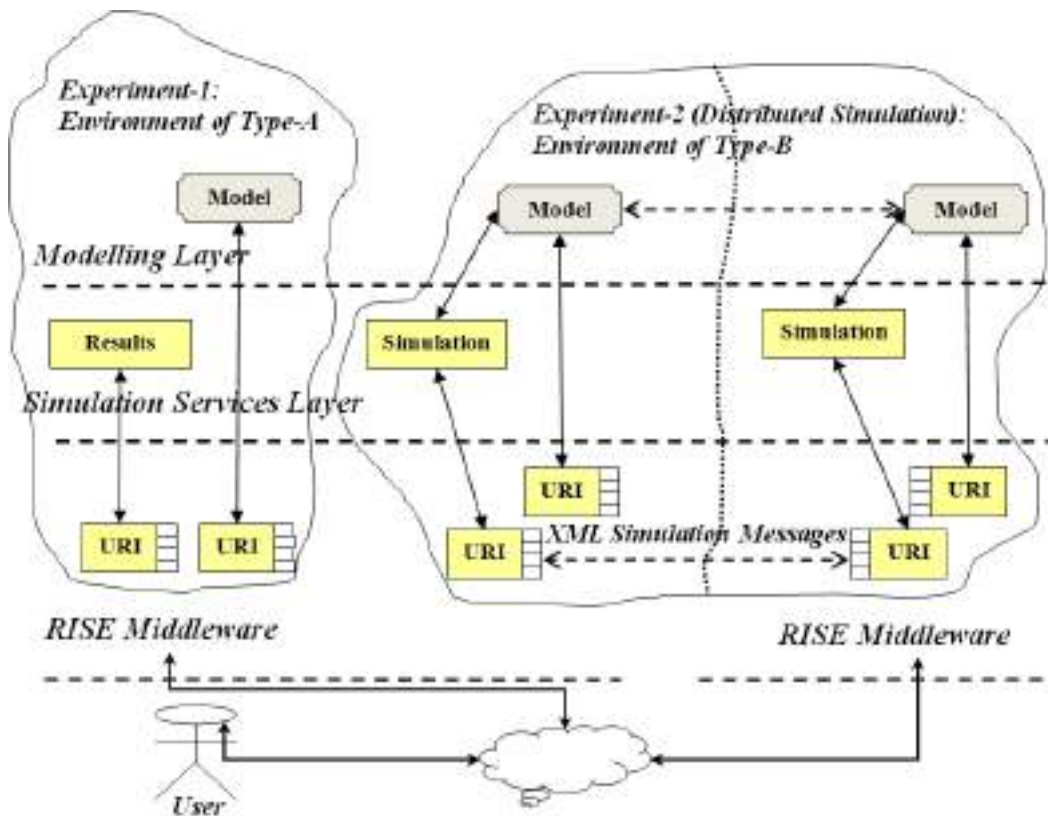 Experiment-1:
Environment of Type-A
Experiment-2 (Distributed Simulation):
Environment of Type-B
Model
Model
Model
Modelling Layer
Results
Simulation
Simulation
Simulation Services Layer
URI
URI
URI
URI
XML Simulation Messages
URI
URI
RISE Middleware
RISE Middleware
User